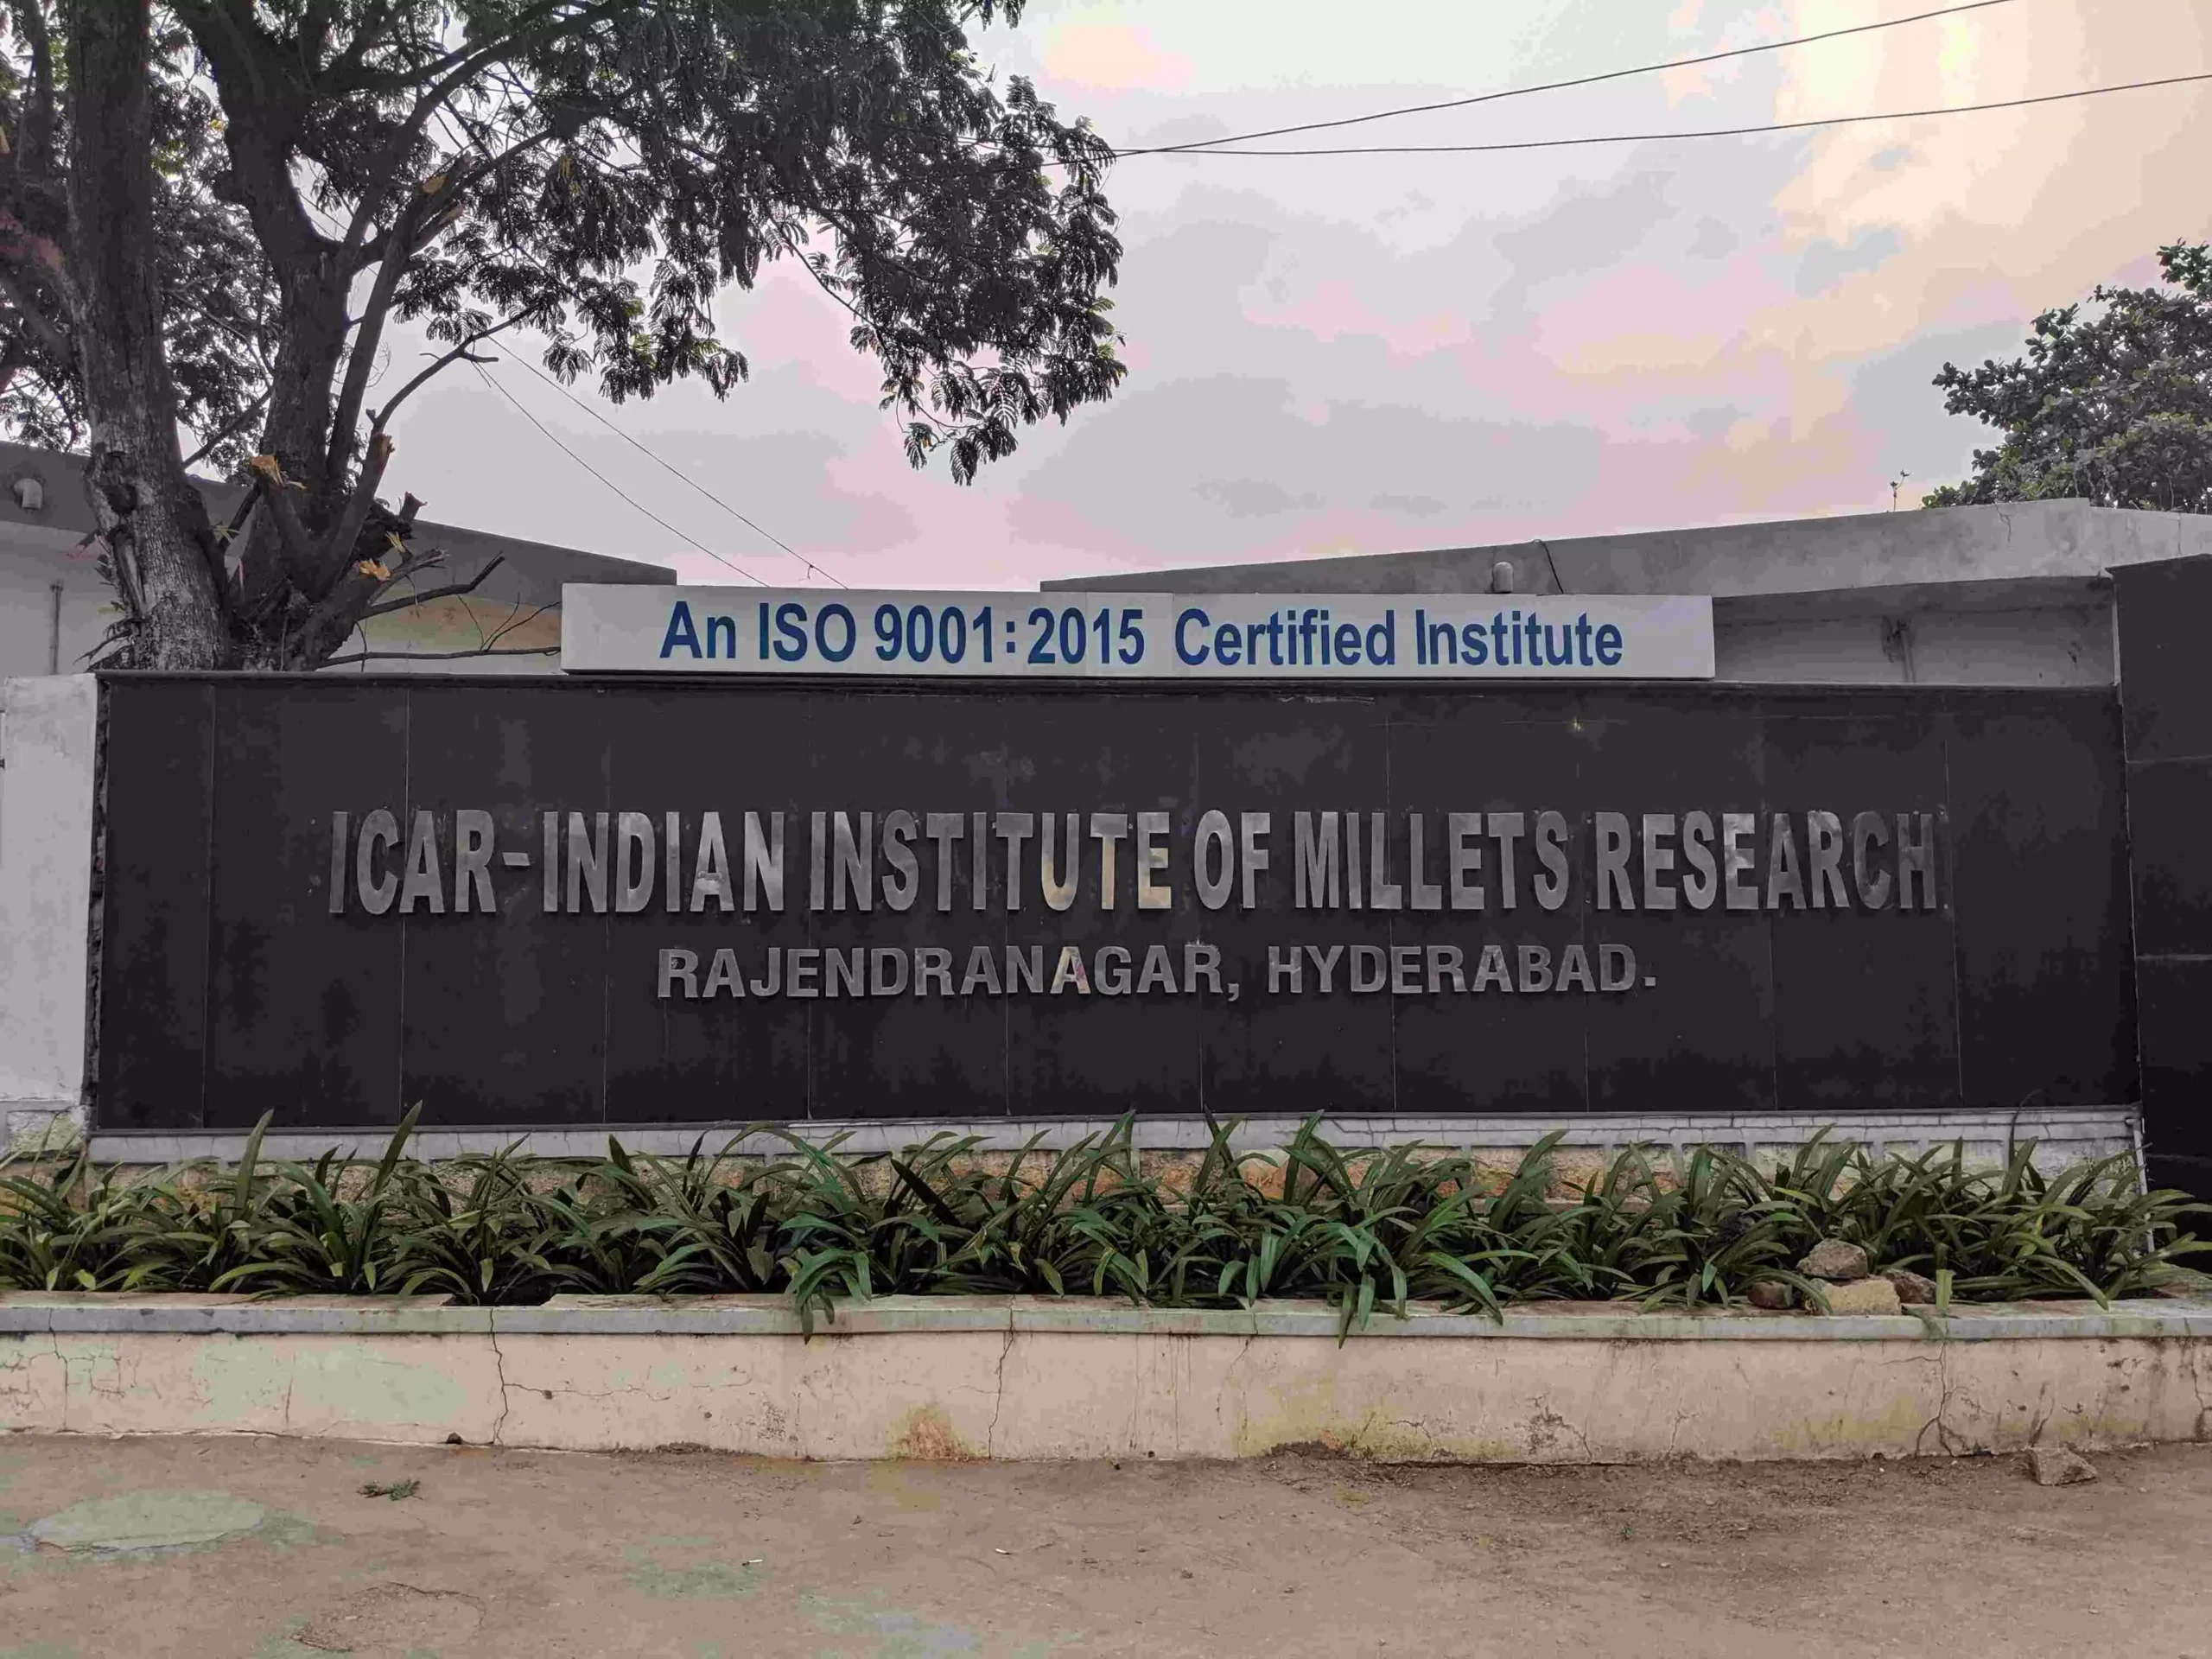 An ISO 9001:2015 Certified Institute
ICAR-INDIAN INSTITUTE OF MILLETS RESEARCH
RAJENDRANAGAR, HYDERABAD.